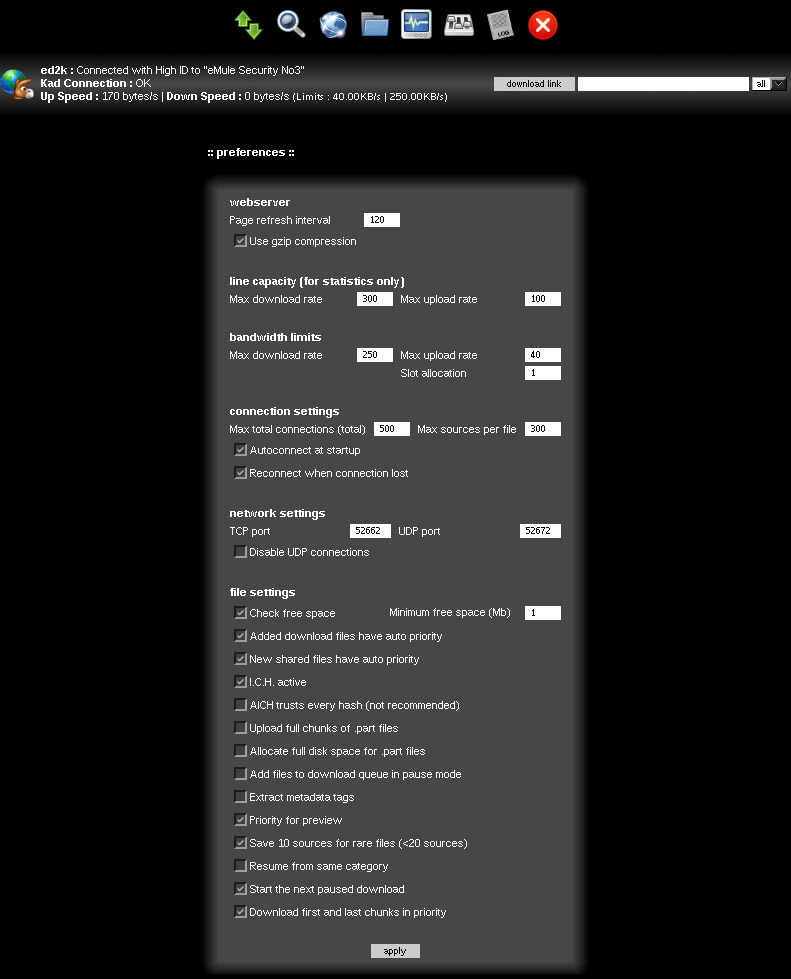 LOG
ed2k : Connected with High ID to "eMule Security No3"
Kad Connection : OK
Up Speed : 170 bytes/s | Down Speed : 0 bytes/s (Limits : 40.00KB/s | 250.00KB/s)
download link all
:: preferences ::
webserver
Page refresh interval 120
Use gzip compression
line capacity (for statistics only)
Max download rate 300 Max upload rate 100
bandwidth limits
Max download rate 250 Max upload rate 40
Slot allocation 1
connection settings
Max total connections (total) 500 Max sources per file 300
Autoconnect at startup
Reconnect when connection lost
network settings
TCP port 52662 UDP port 52672
Disable UDP connections
file settings
Check free space Minimum free space (Mb) 1
Added download files have auto priority
New shared files have auto priority
I.C.H. active
AICH trusts every hash (not recommended)
Upload full chunks of .part files
Allocate full disk space for .part files
Add files to download queue in pause mode
Extract metadata tags
Priority for preview
Save 10 sources for rare files (<20 sources)
Resume from same category
Start the next paused download
Download first and last chunks in priority
apply